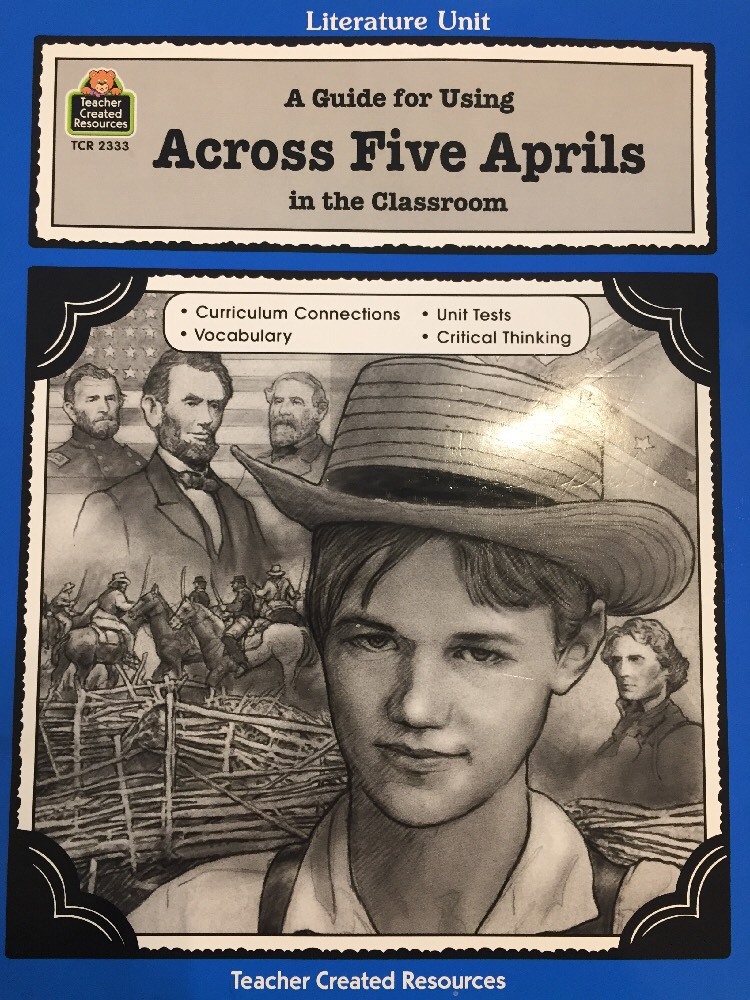 Literature Unit
A Guide for Using
Across Five Aprils
in the Classroom
Teacher
Created
Resources
TCR 2333
• Curriculum Connections
• Vocabulary
• Unit Tests
• Critical Thinking
Teacher Created Resources